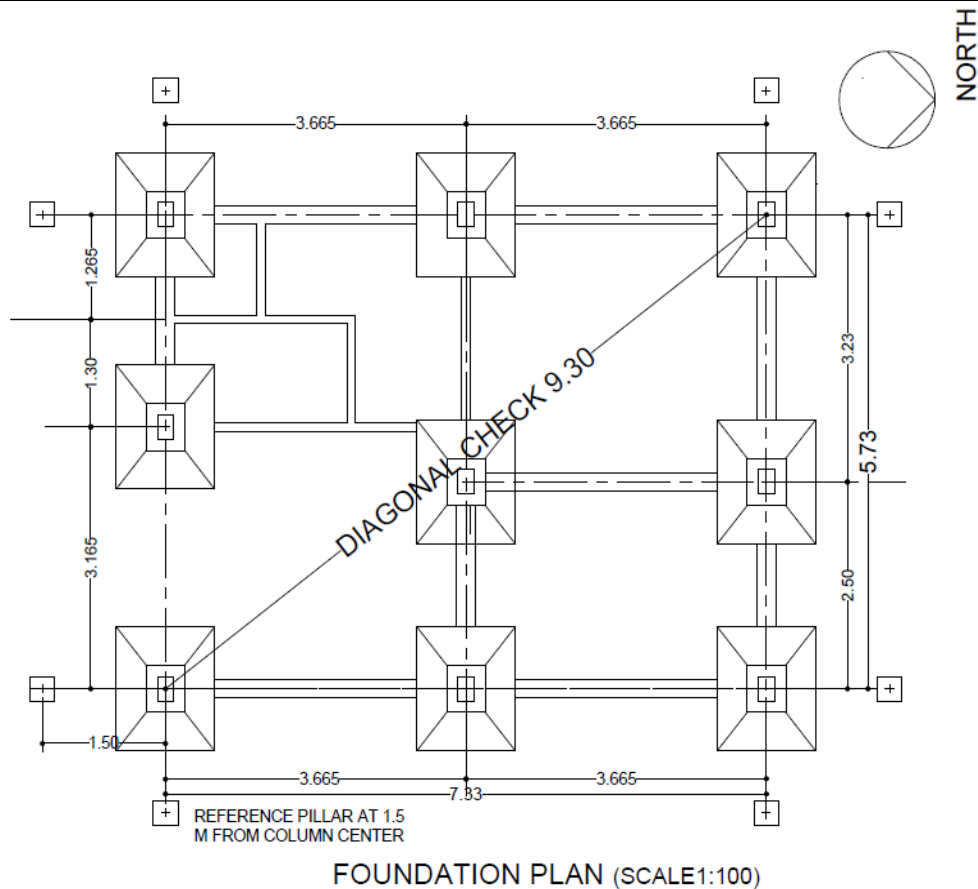 NORTH
3.665
3.665
1.265
1.30
3.165
3.23
5.73
2.50
DIAGONAL CHECK 9.30
1.50
3.665
3.665
7.33
REFERENCE PILLAR AT 1.5
M FROM COLUMN CENTER
FOUNDATION PLAN (SCALE1:100)